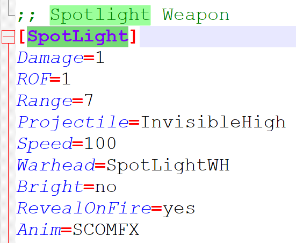 ;; Spotlight Weapon
[SpotLight]
Damage=1
ROF=1
Range=7
Projectile=InvisibleHigh
Speed=100
Warhead=SpotLightWH
Bright=no
RevealOnFire=yes
Anim=SCOMFX